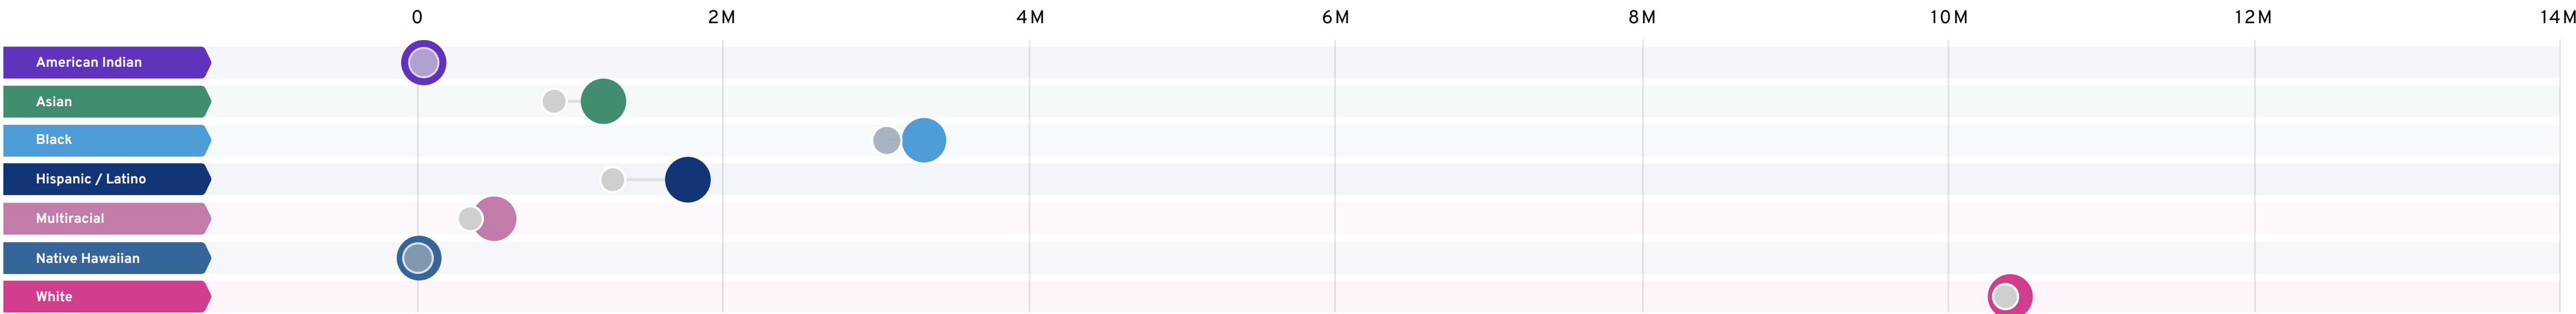 0 2M 4M 6M 8M 10M 12M 14M
American Indian
Asian
Black
Hispanic / Latino
Multiracial
Native Hawaiian
White